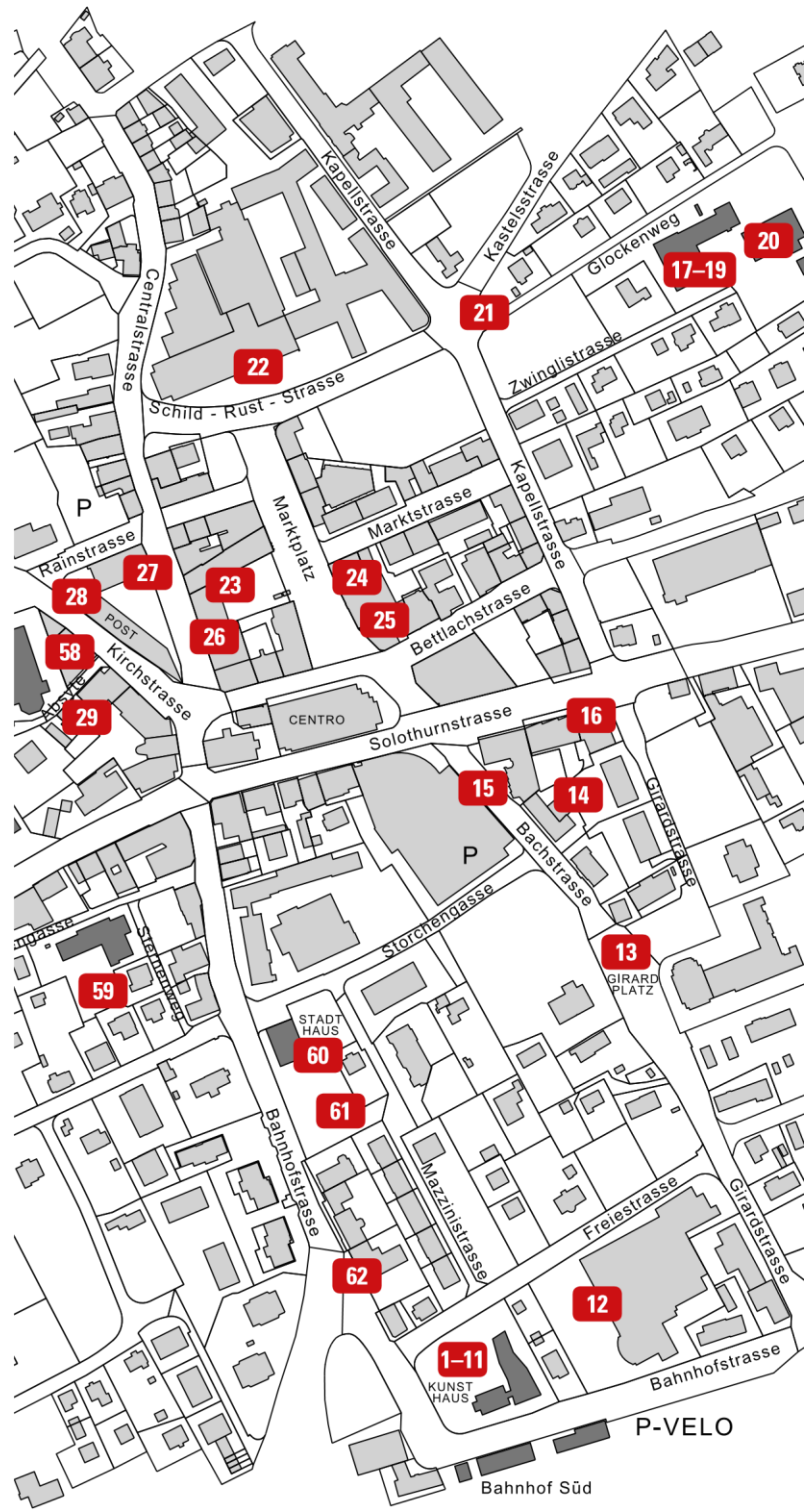 Kapellstrasse
Kastelsstrasse
Glockenweg
20
17–19
21
Centralstrasse
Zwinglistrasse
22
Schild - Rust - Strasse
Kapellstrasse
P
Marktplatz
Marktstrasse
Rainstrasse
27
23
24
28
POST
26
25
Bettlachstrasse
58
Kirchstrasse
29
CENTRO
Solothurnstrasse
16
15
14
Girardstrasse
P
Bachstrasse
Storchengasse
ngasse
Sternenweg
59
13
GIRARD
PLATZ
STADT
HAUS
60
61
Bahnhofstrasse
Mazzinistrasse
Freiestrasse
Girardstrasse
62
12
1–11
KUNST
HAUS
Bahnhofstrasse
P-VELO
Bahnhof Süd